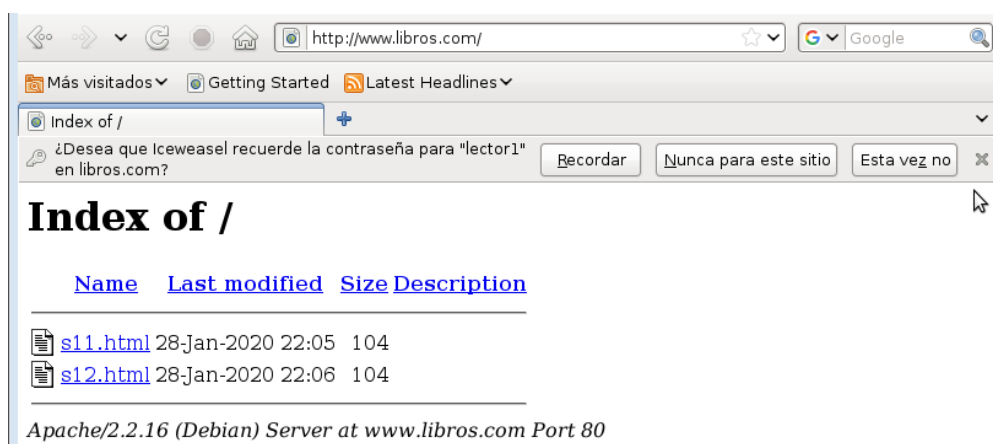 http://www.libros.com/
Google
Más visitados Getting Started Latest Headlines
Index of /
¿Desea que Iceweasel recuerde la contraseña para "lector1"
en libros.com?
Recordar Nunca para este sitio Esta vez no
Index of /
Name Last modified Size Description
s11.html 28-Jan-2020 22:05 104
s12.html 28-Jan-2020 22:06 104
Apache/2.2.16 (Debian) Server at www.libros.com Port 80